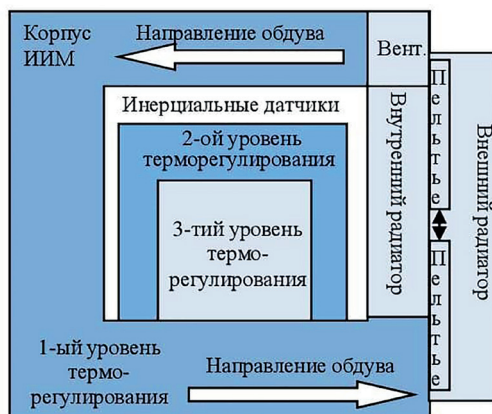 Корпус
ИИМ
Направление обдува
Вент.
Инерциальные датчики
2-ой уровень
терморегулирования
3-тий уровень
термо-
регулирования
Внутренний радиатор
Пельтье
Пельтье
Внешний радиатор
1-ый уровень
термо-
регулирования
Направление обдува